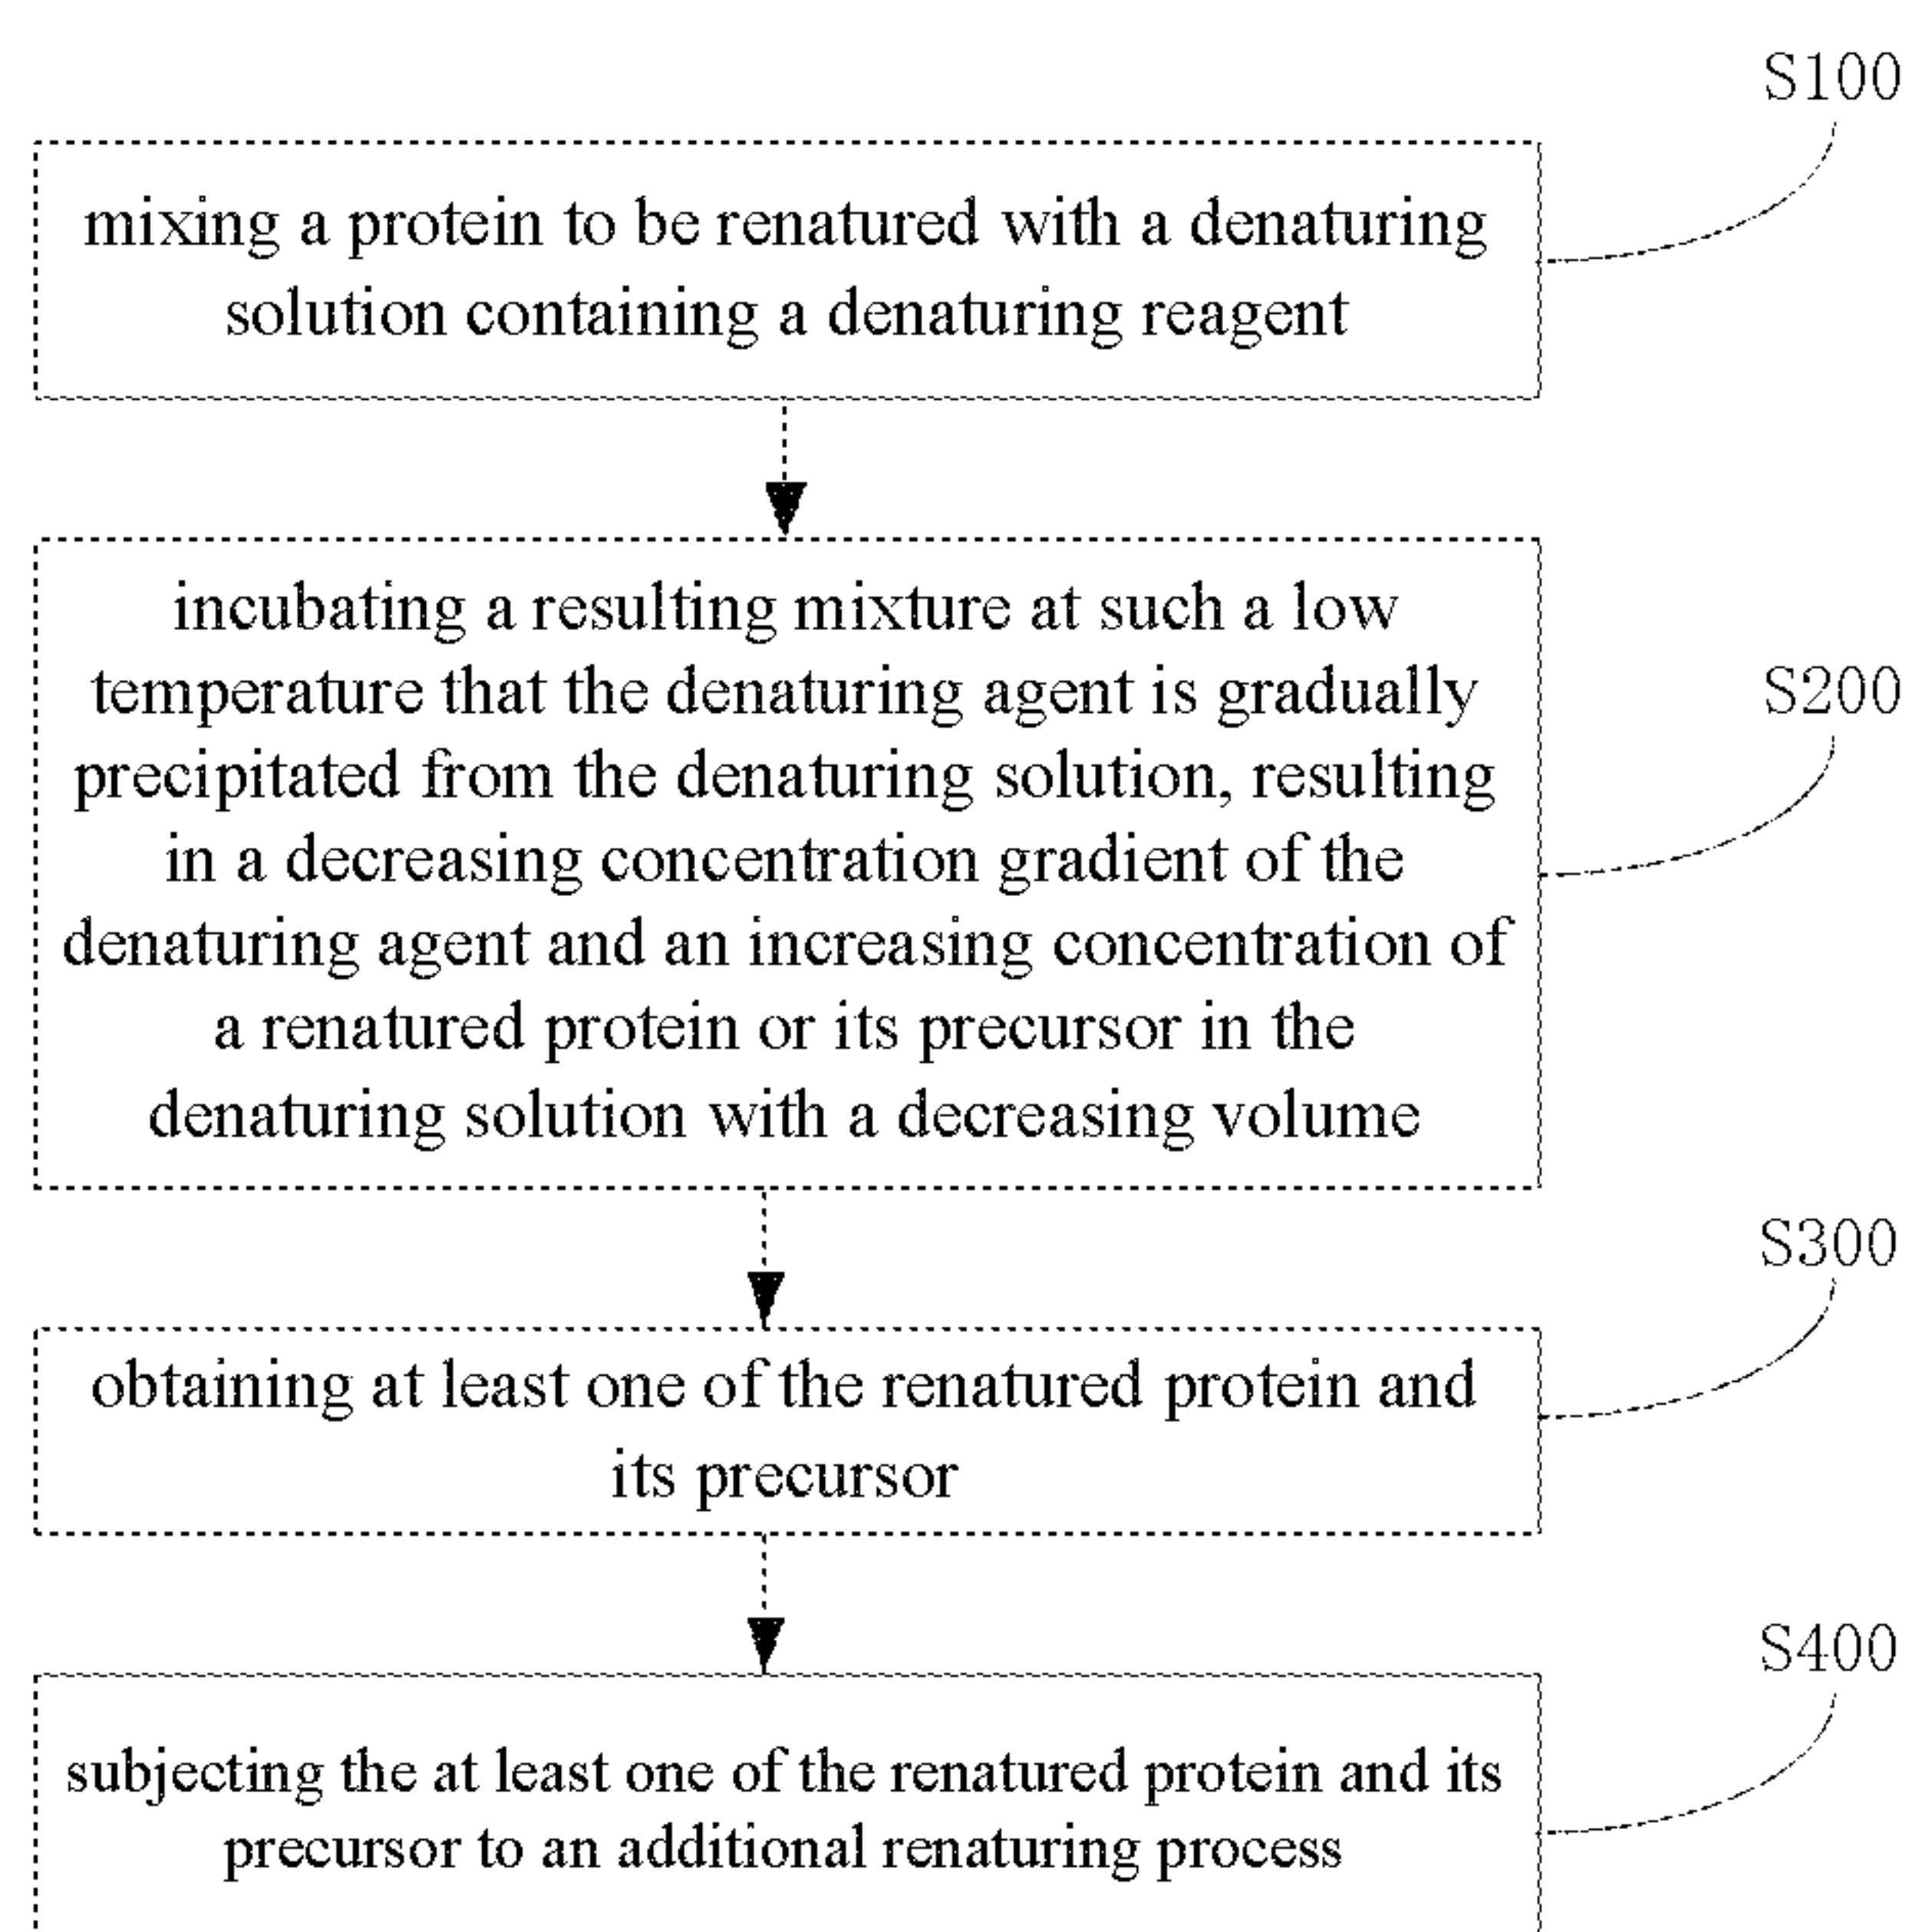 S100
mixing a protein to be renatured with a denaturing
solution containing a denaturing reagent
incubating a resulting mixture at such a low
temperature that the denaturing agent is gradually
S200
precipitated from the denaturing solution, resulting
in a decreasing concentration gradient of the
denaturing agent and an increasing concentration of
a renatured protein or its precursor in the
denaturing solution with a decreasing volume
S300
obtaining at least one of the renatured protein and
its precursor
S400
subjecting the at least one of the renatured protein and its
precursor to an additional renaturing process